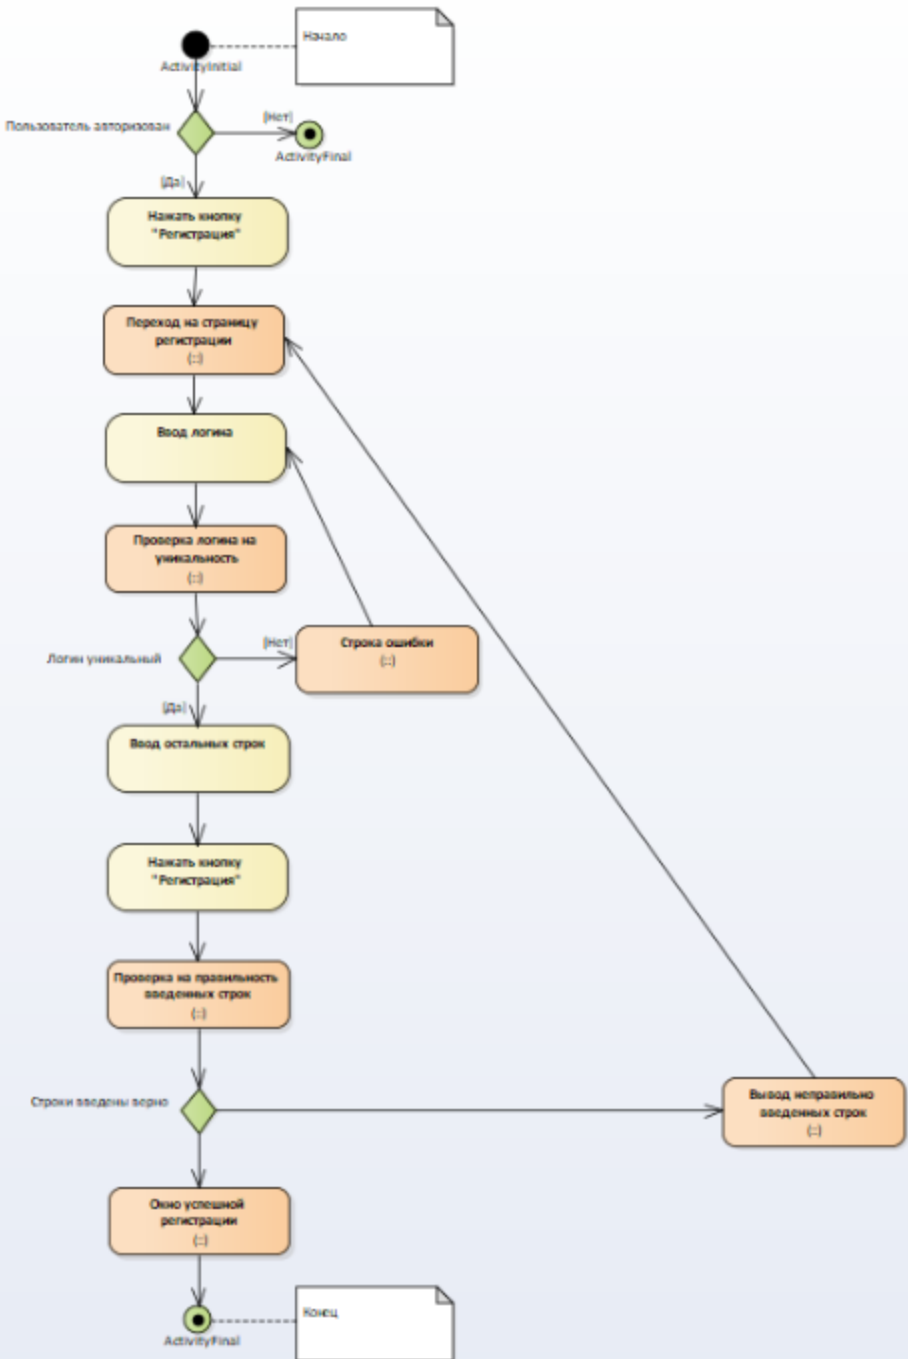 Начало
ActivityInitial
Пользователь авторизован
[Нет]
ActivityFinal
[Да]
Нажать кнопку
"Регистрация"
Переход на страницу
регистрации
(::)
Ввод логина
Проверка логина на
уникальность
(::)
Логин уникальный
[Нет]
Строка ошибки
(::)
[Да]
Ввод остальных строк
Нажать кнопку
"Регистрация"
Проверка на правильность
введенных строк
(::)
Строки введены верно
Вывод неправильно
введенных строк
(::)
Окно успешной
регистрации
(::)
Конец
ActivityFinal